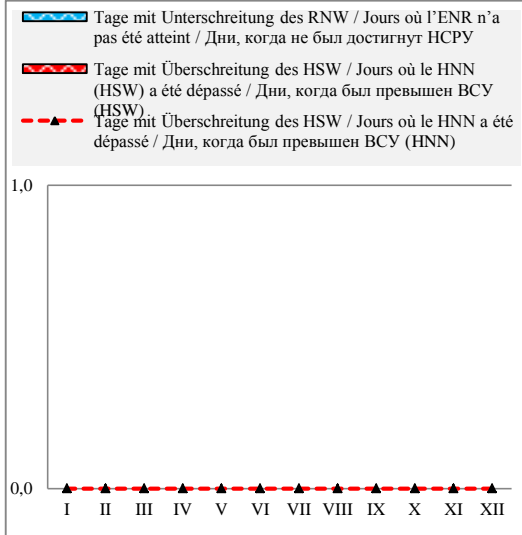 Tage mit Unterschreitung des RNW / Jours où l'ENR n'a
pas été atteint / Дни, когда не был достигнут НСРУ
Tage mit Überschreitung des HSW / Jours où le HNN
(HSW) a été dépassé / Дни, когда был превышен ВСУ
(HSW)
Tage mit Überschreitung des HSW / Jours où le HNN a été
dépassé / Дни, когда был превышен ВСУ (HNN)
1,0
0,0
I II III IV V VI VII VIII IX X XI XII